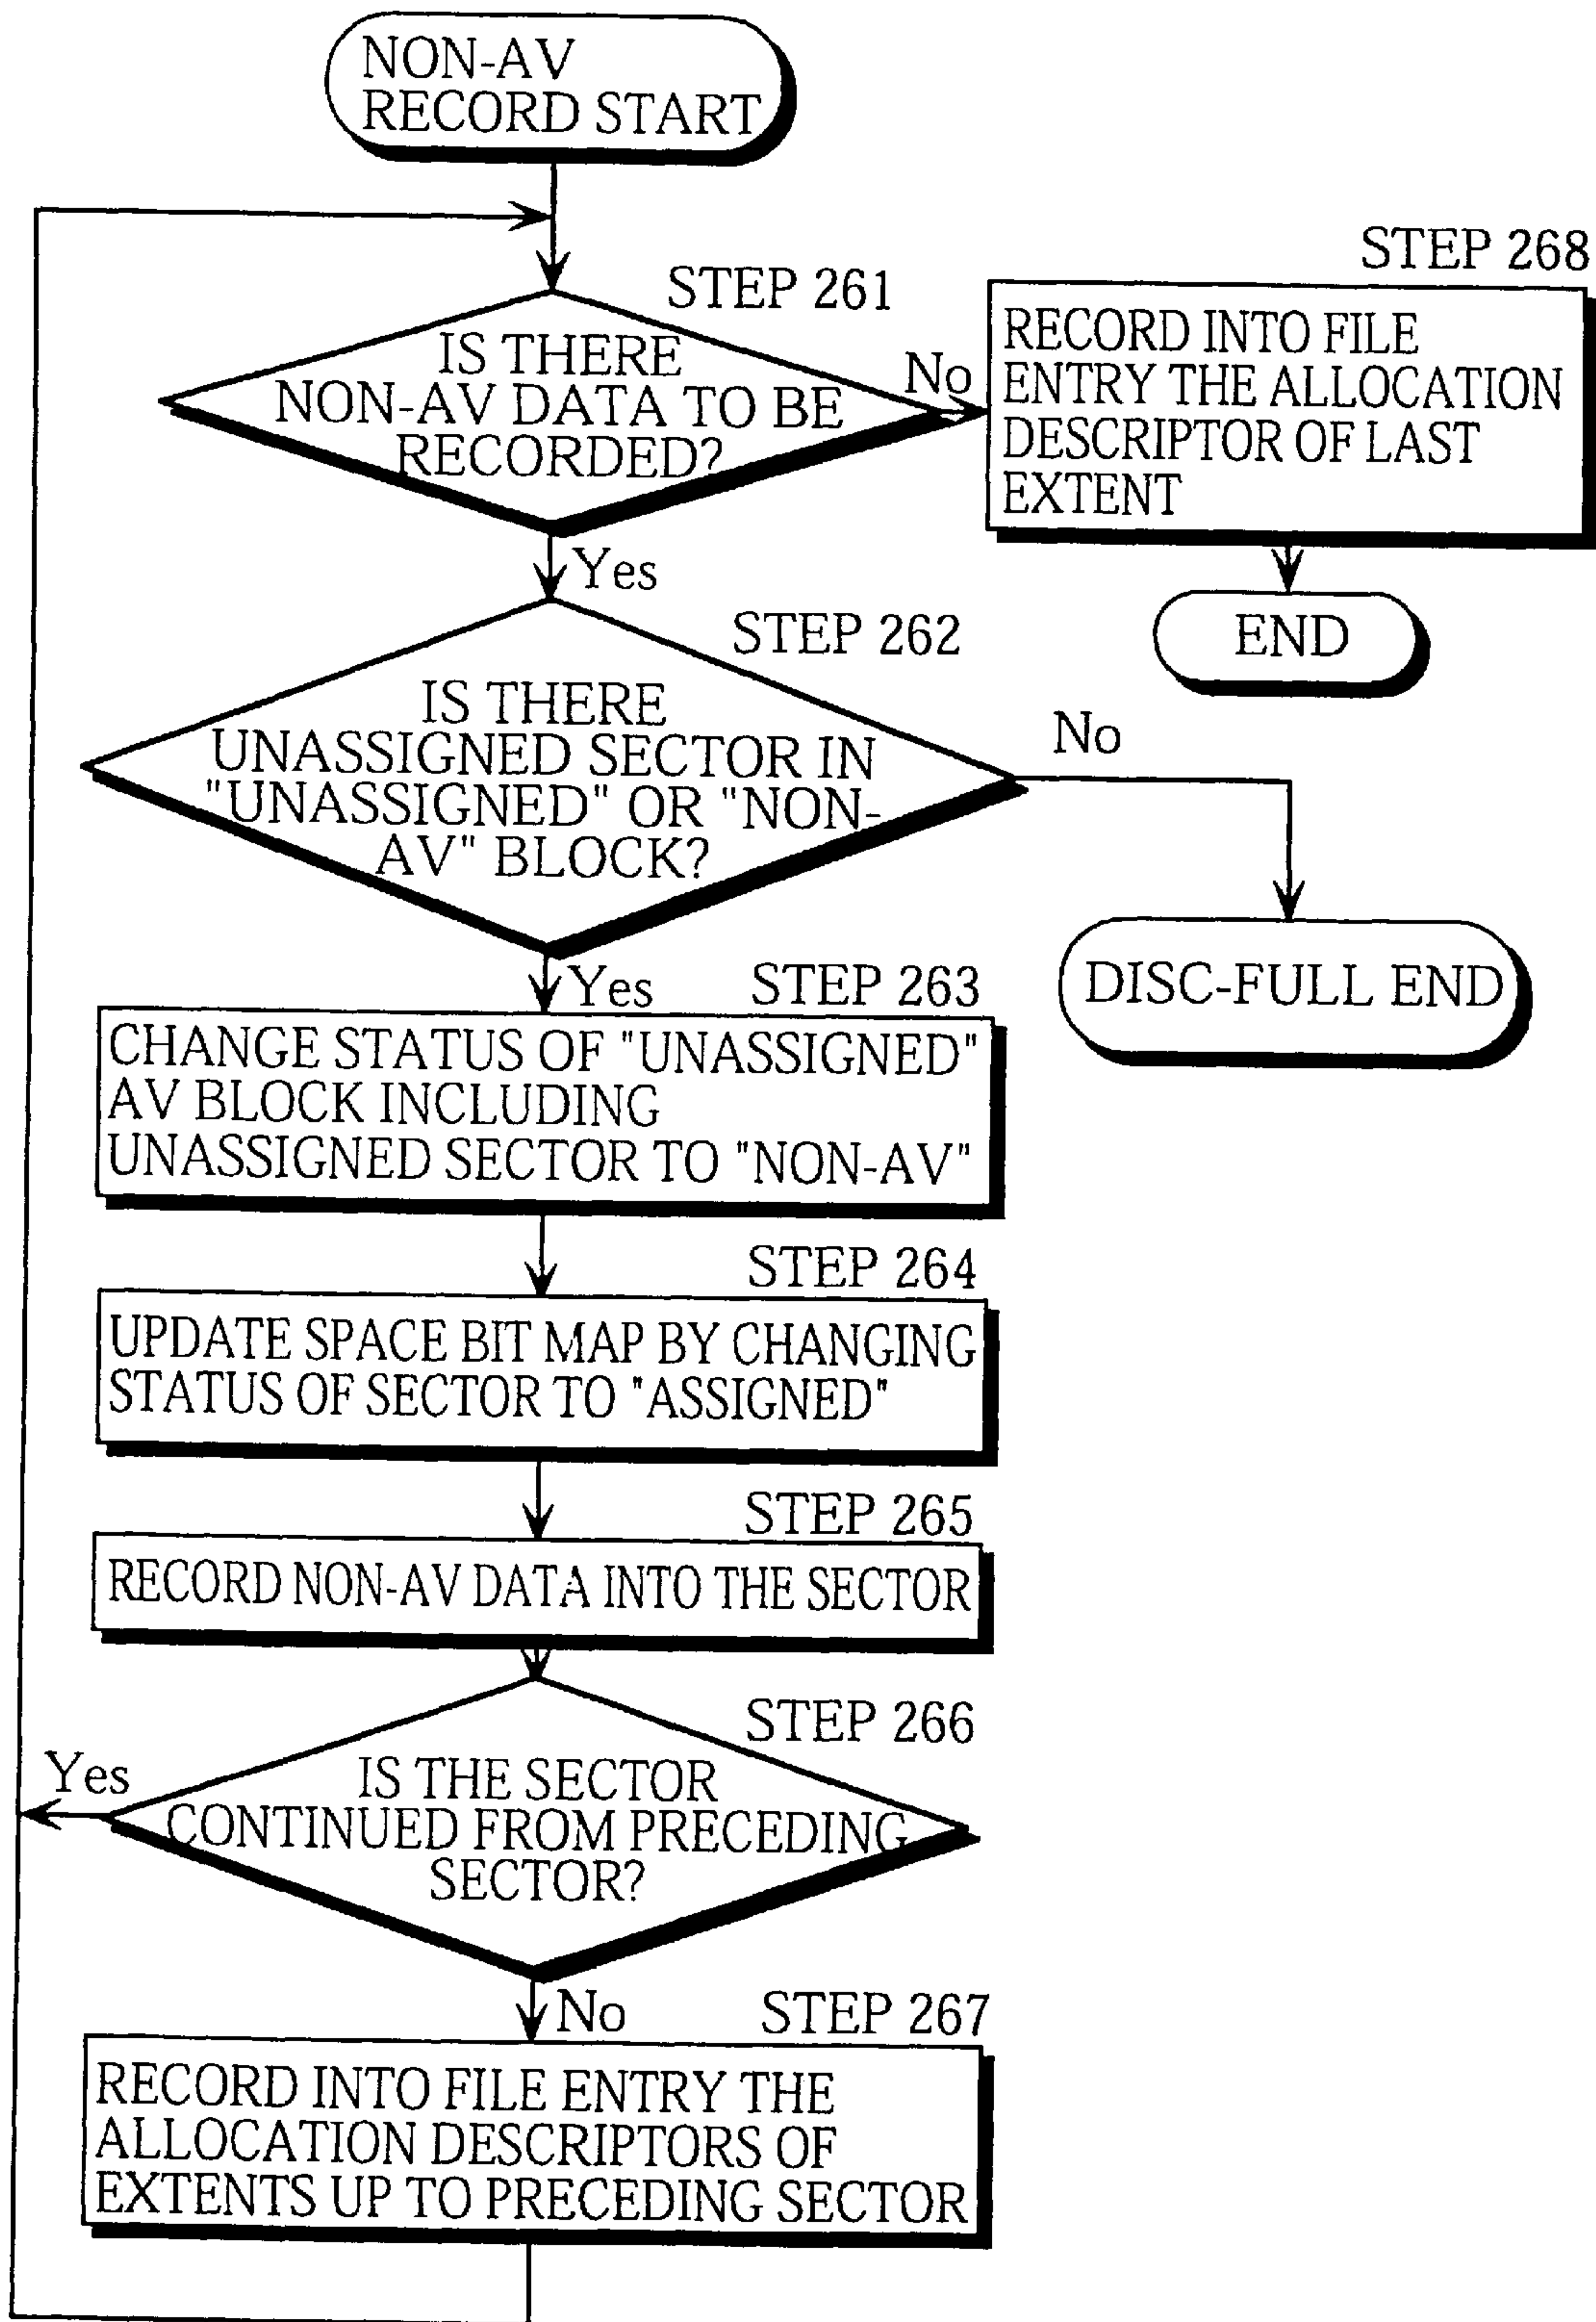 NON-AV
RECORD START
STEP 261
IS THERE
NON-AV DATA TO BE
RECORDED?
No
STEP 268
RECORD INTO FILE
ENTRY THE ALLOCATION
DESCRIPTOR OF LAST
EXTENT
END
Yes
STEP 262
IS THERE
UNASSIGNED SECTOR IN
"UNASSIGNED" OR "NON-
AV" BLOCK?
No
DISC-FULL END
Yes
STEP 263
CHANGE STATUS OF "UNASSIGNED"
AV BLOCK INCLUDING
UNASSIGNED SECTOR TO "NON-AV"
STEP 264
UPDATE SPACE BIT MAP BY CHANGING
STATUS OF SECTOR TO "ASSIGNED"
STEP 265
RECORD NON-AV DATA INTO THE SECTOR
STEP 266
IS THE SECTOR
CONTINUED FROM PRECEDING
SECTOR?
Yes
No
STEP 267
RECORD INTO FILE ENTRY THE
ALLOCATION DESCRIPTORS OF
EXTENTS UP TO PRECEDING SECTOR